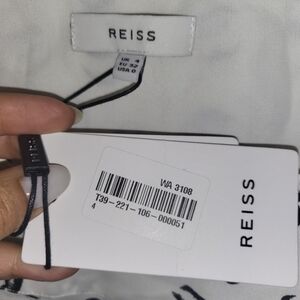 REISS
UK 4
EU 32
USA 0
WA 3108
T39-221-106-000051
4
REISS